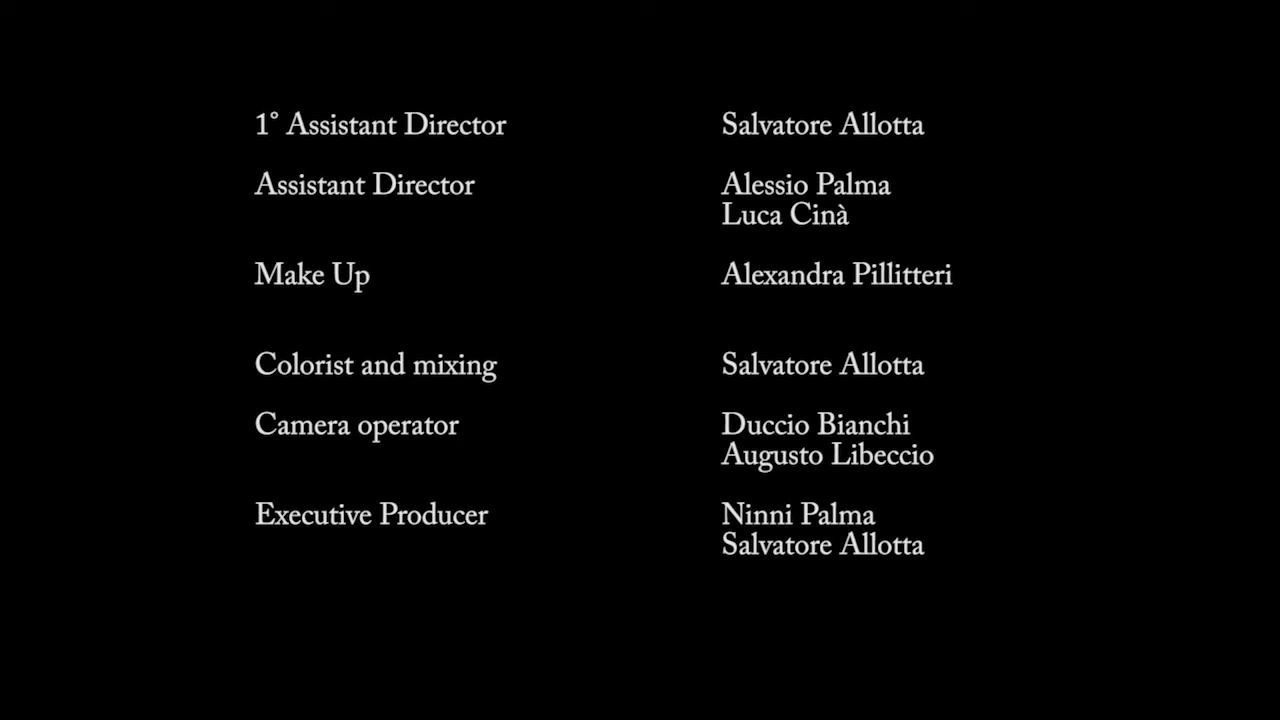 1° Assistant Director Salvatore Allotta
Assistant Director Alessio Palma
Luca Cinà
Make Up Alexandra Pillitteri
Colorist and mixing Salvatore Allotta
Camera operator Duccio Bianchi
Augusto Libeccio
Executive Producer Ninni Palma
Salvatore Allotta